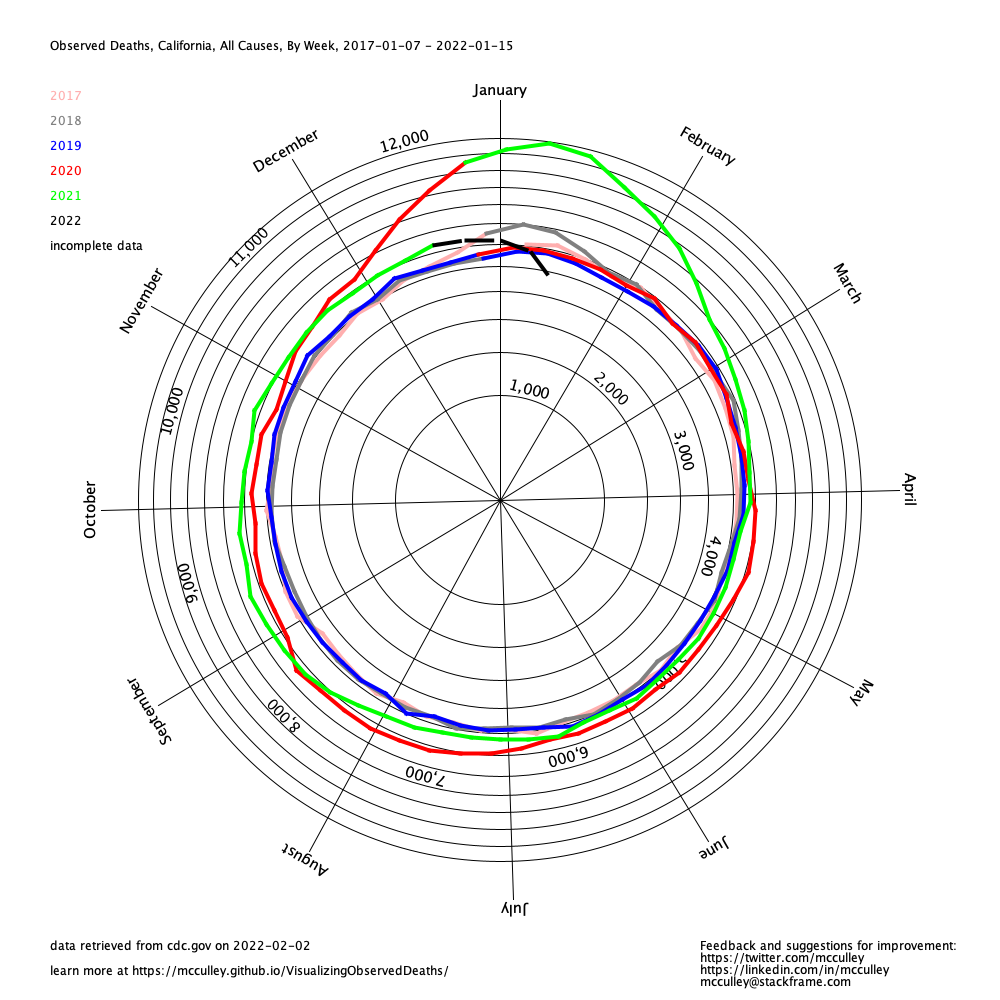 Observed Deaths, California, All Causes, By Week, 2017-01-07 - 2022-01-15
2017
2018
2019
2020
2021
2022
incomplete data
January
February
March
April
May
June
July
August
September
October
November
December
1,000
2,000
3,000
4,000
5,000
6,000
7,000
8,000
9,000
10,000
11,000
12,000
data retrieved from cdc.gov on 2022-02-02
learn more at https://mcculley.github.io/VisualizingObservedDeaths/
Feedback and suggestions for improvement:
https://twitter.com/mcculley
https://linkedin.com/in/mcculley
mcculley@stackframe.com